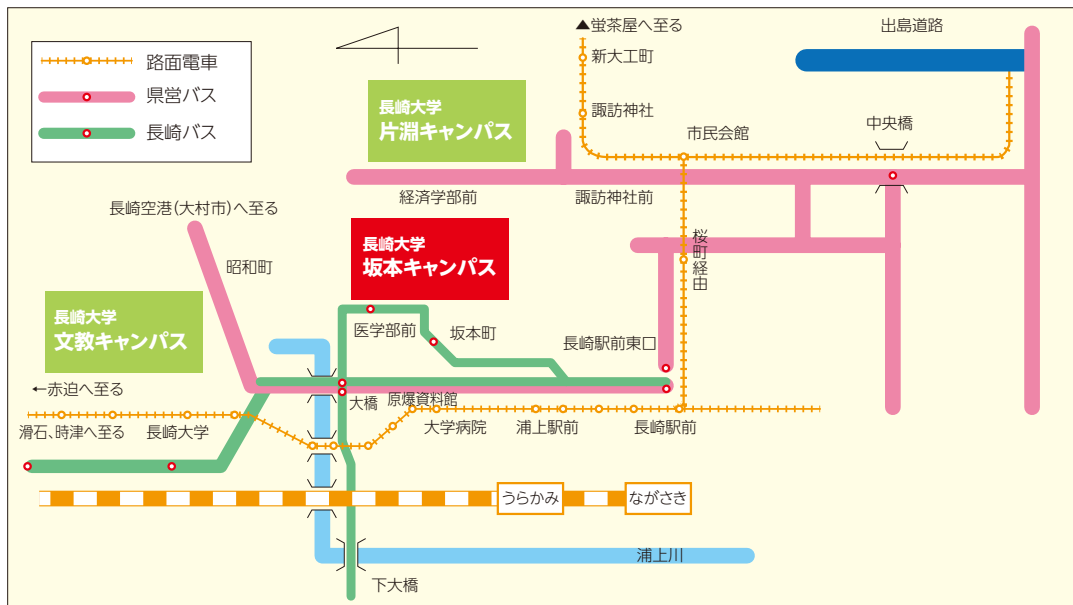 ▲蛍茶屋へ至る
出島道路
路面電車
新大工町
県営バス
長崎大学
片淵キャンパス
諏訪神社
中央橋
長崎バス
市民会館
経済学部前
諏訪神社前
長崎空港(大村市)へ至る
長崎大学
坂本キャンパス
桜町経由
昭和町
長崎大学
文教キャンパス
医学部前
坂本町
長崎駅前東口
←赤迫へ至る
大橋
原爆資料館
滑石、時津へ至る
長崎大学
大学病院
浦上駅前
長崎駅前
うらかみ
ながさき
浦上川
下大橋